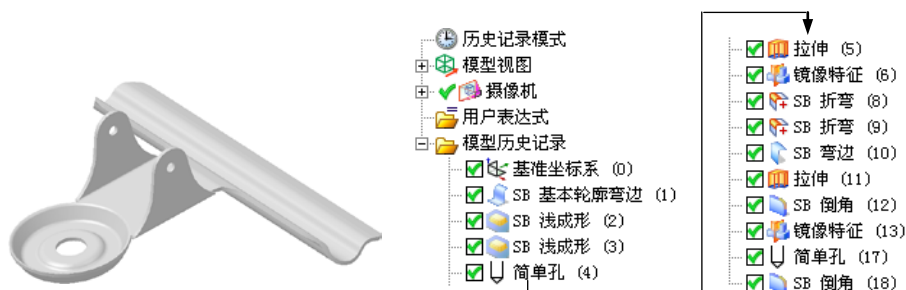 历史记录模式
模型视图
摄像机
用户表达式
模型历史记录
基准坐标系 (0)
SB 基本轮廓弯边 (1)
SB 浅成形 (2)
SB 浅成形 (3)
简单孔 (4)
拉伸 (5)
镜像特征 (6)
SB 折弯 (8)
SB 折弯 (9)
SB 弯边 (10)
拉伸 (11)
SB 倒角 (12)
镜像特征 (13)
简单孔 (17)
SB 倒角 (18)